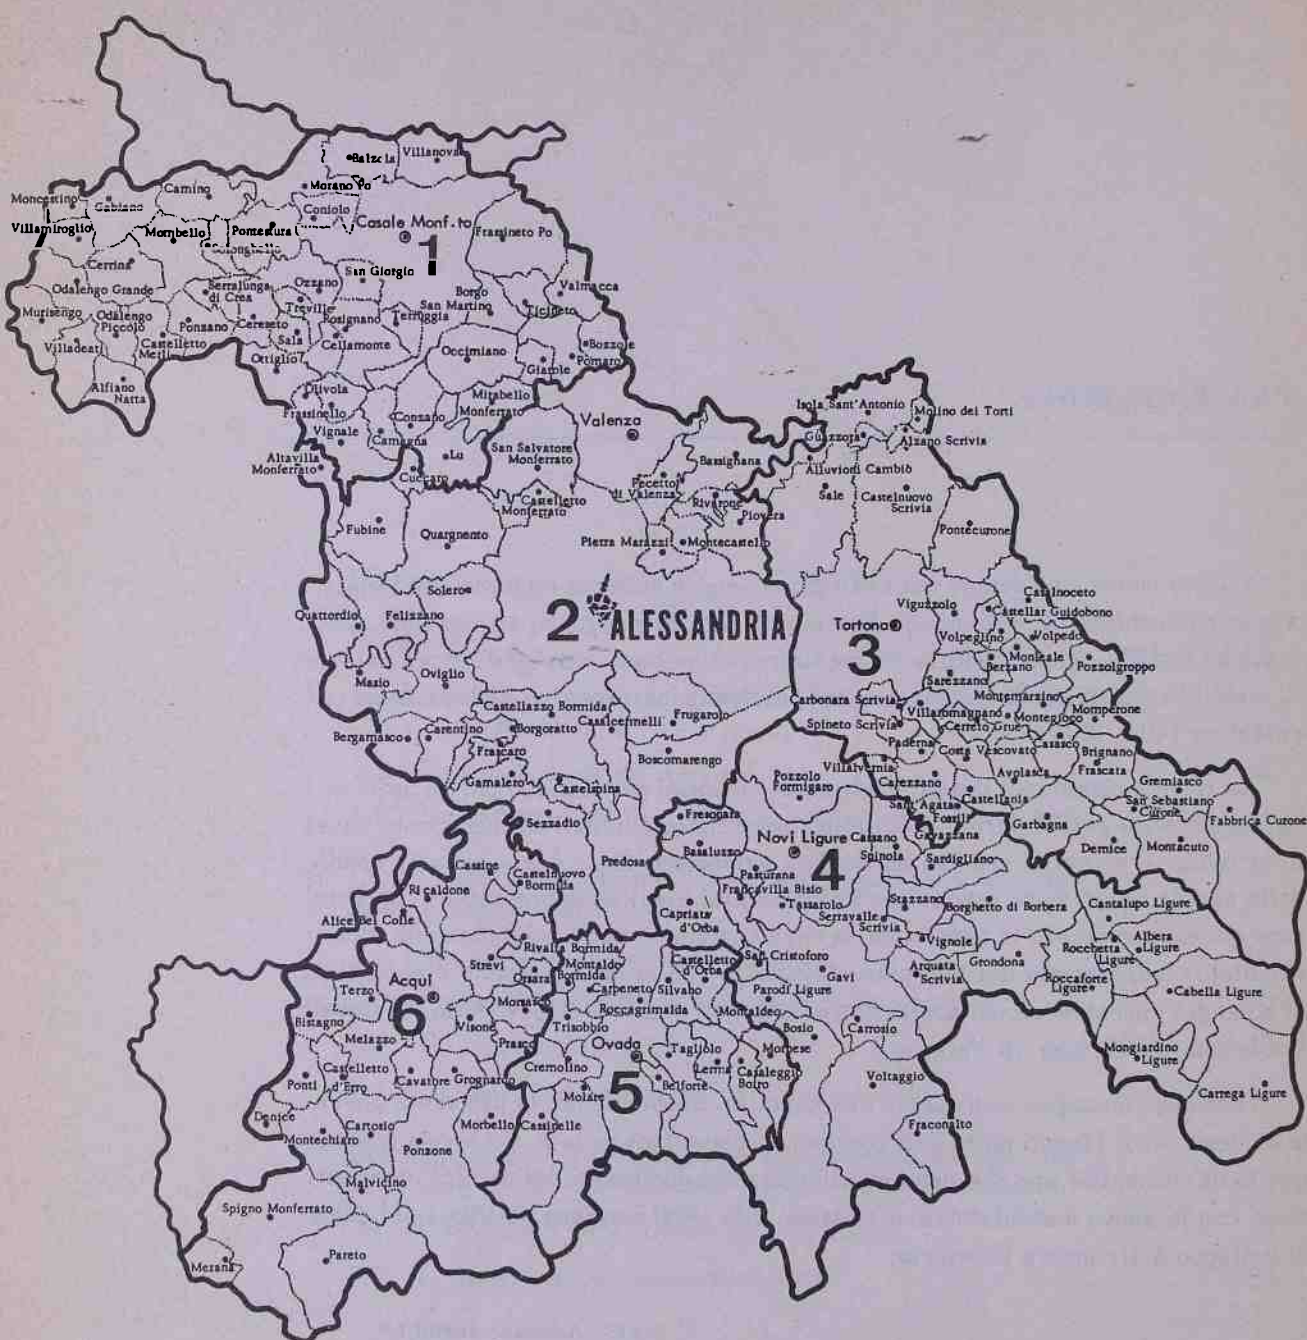 Balzola
Villanova
Morano Po
Camino
Moncestino
Gabiano
Coniolo
Casale Monf.to
1
Villamiroglio
Mombello
Pontestura
Frassineto Po
Cerrina
San Giorgio
Odalengo Grande
Serralunga
di Crea
Ozzano
Borgo
San Martino
Valmacca
Murisengo
Odalengo
Piccolo
Ponzano
Cereseto
Treville
Rosignano
Terruggia
Ticineto
Villadeati
Castelletto
Merli
Sala
Cellamonte
Occimiano
Bozzole
Ottiglio
Giarole
Pomaro
Alfiano
Natta
Olivola
Frassinello
Conzano
Mirabello
Monferrato
Vignale
Camagna
Valenza
Isola Sant'Antonio
Molino dei Torti
Guazzora
Alzano Scrivia
Altavilla
Monferrato
Lu
San Salvatore
Monferrato
Bassignana
Alluvioni Cambiò
Cuccaro
Castelletto
Monferrato
Pecetto
di Valenza
Rivarone
Sale
Castelnuovo
Scrivia
Fubine
Quargnento
Piovera
Pontecurone
Pietra Marazzi
Montecastello
Solero
Quattordio
Felizzano
2
ALESSANDRIA
Viguzzolo
Casalnoceto
Castellar Guidobono
Tortona
3
Volpeglino
Volpedo
Monleale
Berzano
Pozzolgroppo
Masio
Oviglio
Sarezzano
Montemarzino
Castellazzo Bormida
Casalcermelli
Frugarolo
Carbonara Scrivia
Villaromagnano
Montegioco
Momperone
Bergamasco
Carentino
Borgoratto
Spineto Scrivia
Cerreto Grue
Frascaro
Boscomarengo
Paderna
Costa Vescovato
Casasco
Brignano
Frascata
Gamalero
Castelspina
Villalvernia
Carezzano
Avolasca
Pozzolo
Formigaro
Castellania
Gremiasco
Sezzadio
Fresonara
Sant'Agata
Fossili
Garbagna
San Sebastiano
Curone
Fabbrica Curone
Novi Ligure
4
Cassano
Spinola
Gavazzana
Dernice
Montacuto
Cassine
Castelnuovo
Bormida
Predosa
Basaluzzo
Pasturana
Sardigliano
Ricaldone
Francavilla Bisio
Tassarolo
Stazzano
Borghetto di Borbera
Cantalupo Ligure
Alice Bel Colle
Capriata
d'Orba
Serravalle
Scrivia
Vignole
Rocchetta
Ligure
Albera
Ligure
Rivalta Bormida
Strevi
Orsara
Montaldo
Bormida
Castelletto
d'Orba
San Cristoforo
Gavi
Arquata
Scrivia
Grondona
Roccaforte
Ligure
Cabella Ligure
Acqui
6
Terzo
Carpeneto
Silvano
Parodi Ligure
Morsasco
Roccagrimalda
Montaldeo
Bistagno
Visone
Trisobbio
Bosio
Carrosio
Melazzo
Prasco
Ovada
Tagliolo
Mornese
Mongiardino
Ligure
Ponti
Castelletto
d'Erro
Cavatore
Grognardo
Cremolino
5
Belforte
Lerma
Casaleggio
Boiro
Voltaggio
Carrega Ligure
Molare
Denice
Montechiaro
Cartosio
Morbello
Cassinelle
Fraconalto
Ponzone
Malvicino
Spigno Monferrato
Merana
Pareto